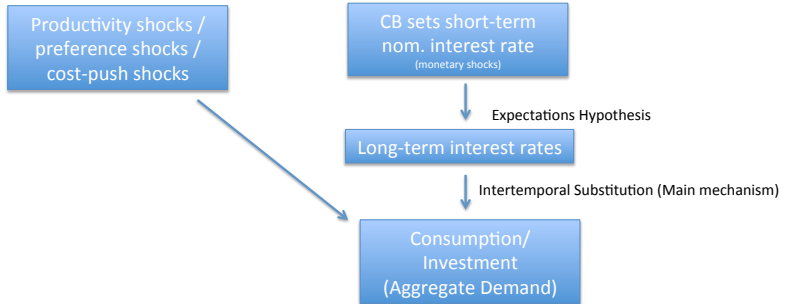 Productivity shocks /
preference shocks /
cost-push shocks
CB sets short-term
nom. interest rate
(monetary shocks)
Expectations Hypothesis
Long-term interest rates
Intertemporal Substitution (Main mechanism)
Consumption/
Investment
(Aggregate Demand)